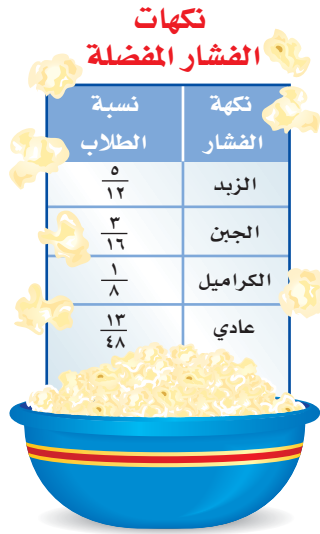 نكهات
الفشار المفضلة
نكهة الفشار	نسبة الطلاب
الزبد	٥/١٢
الجبن	٣/١٦
الكراميل	١/٨
عادي	١٣/٤٨